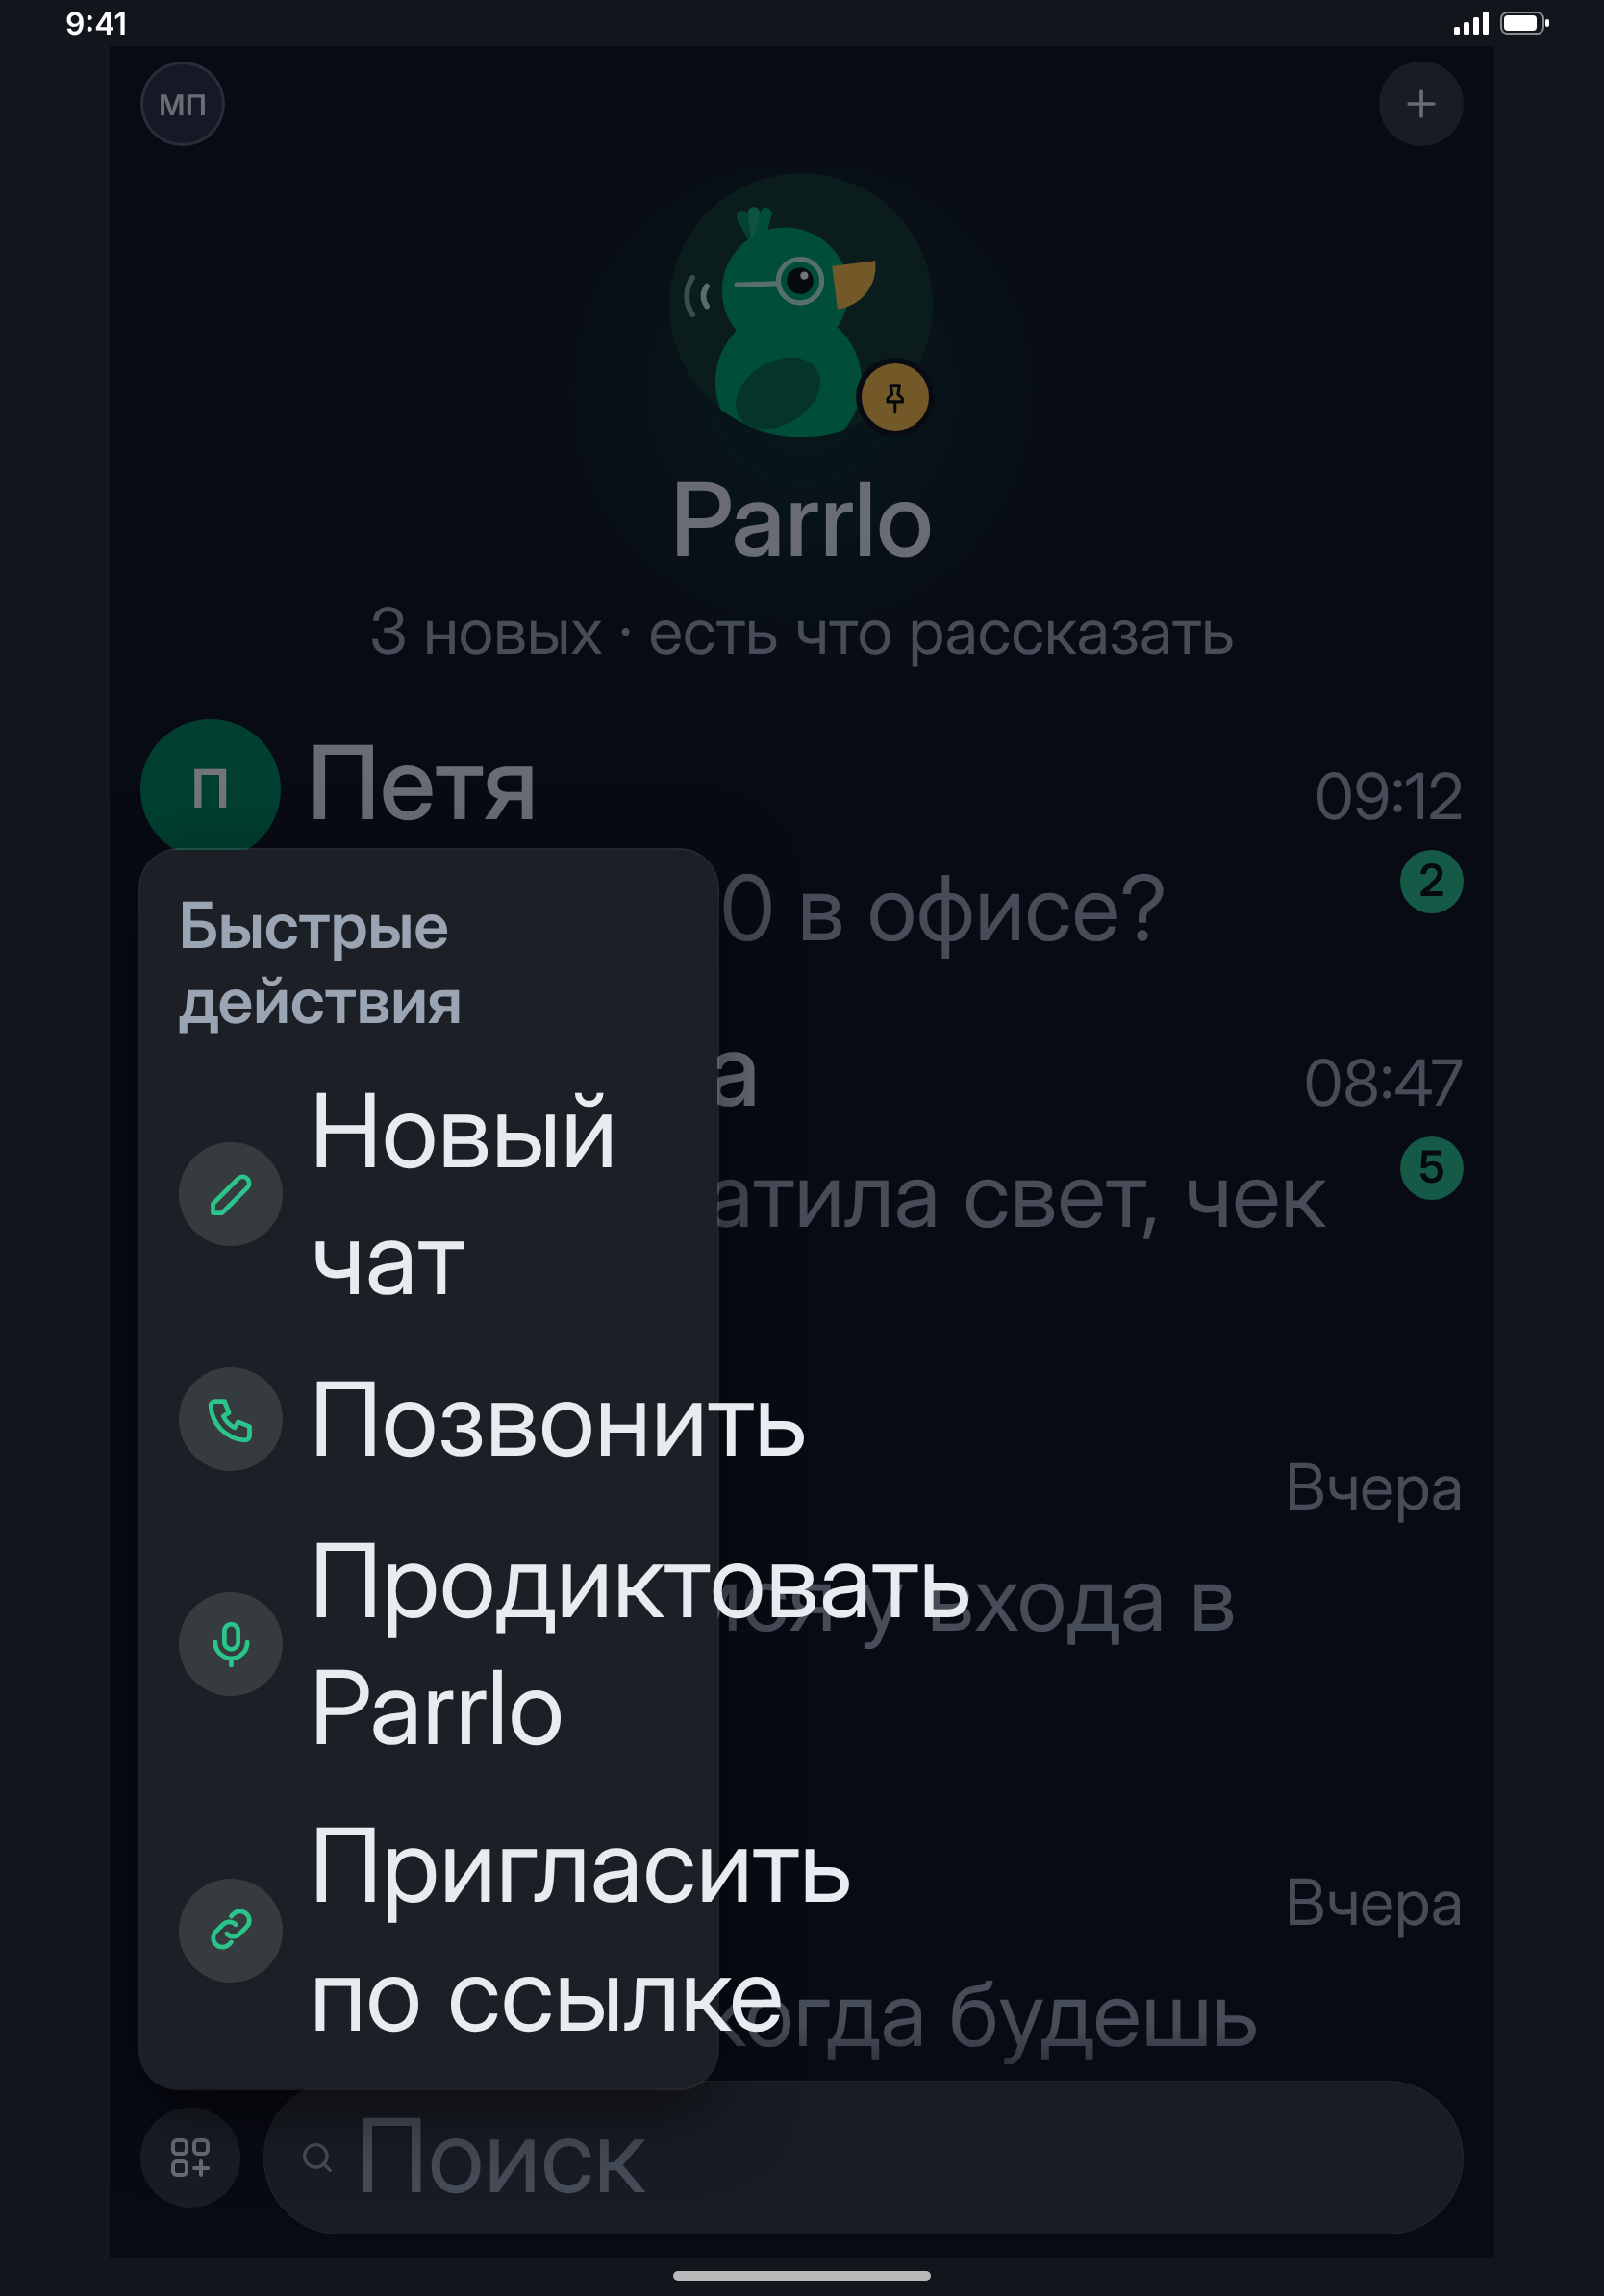 9:41
МП
Parrlo
3 новых · есть что рассказать
П
Петя
09:12
0 в офисе?
2
Быстрые
действия
а
08:47
атила свет, чек
5
Новый
чат
Позвонить
Вчера
Продиктовать
у входа в
Parrlo
Пригласить
Вчера
по ссылке
когда будешь
Поиск